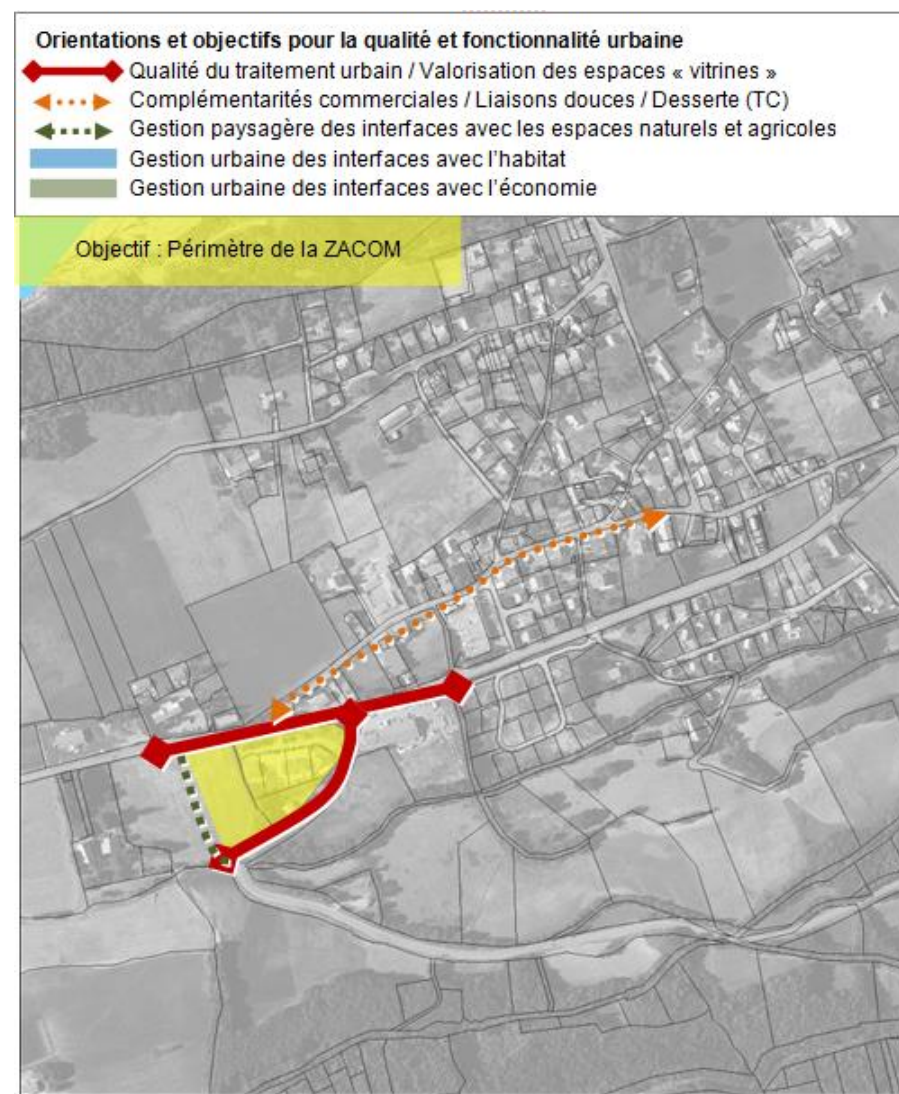 Orientations et objectifs pour la qualité et fonctionnalité urbaine
Qualité du traitement urbain / Valorisation des espaces « vitrines »
Complémentarités commerciales / Liaisons douces / Desserte (TC)
Gestion paysagère des interfaces avec les espaces naturels et agricoles
Gestion urbaine des interfaces avec l'habitat
Gestion urbaine des interfaces avec l'économie
Objectif : Périmètre de la ZACOM